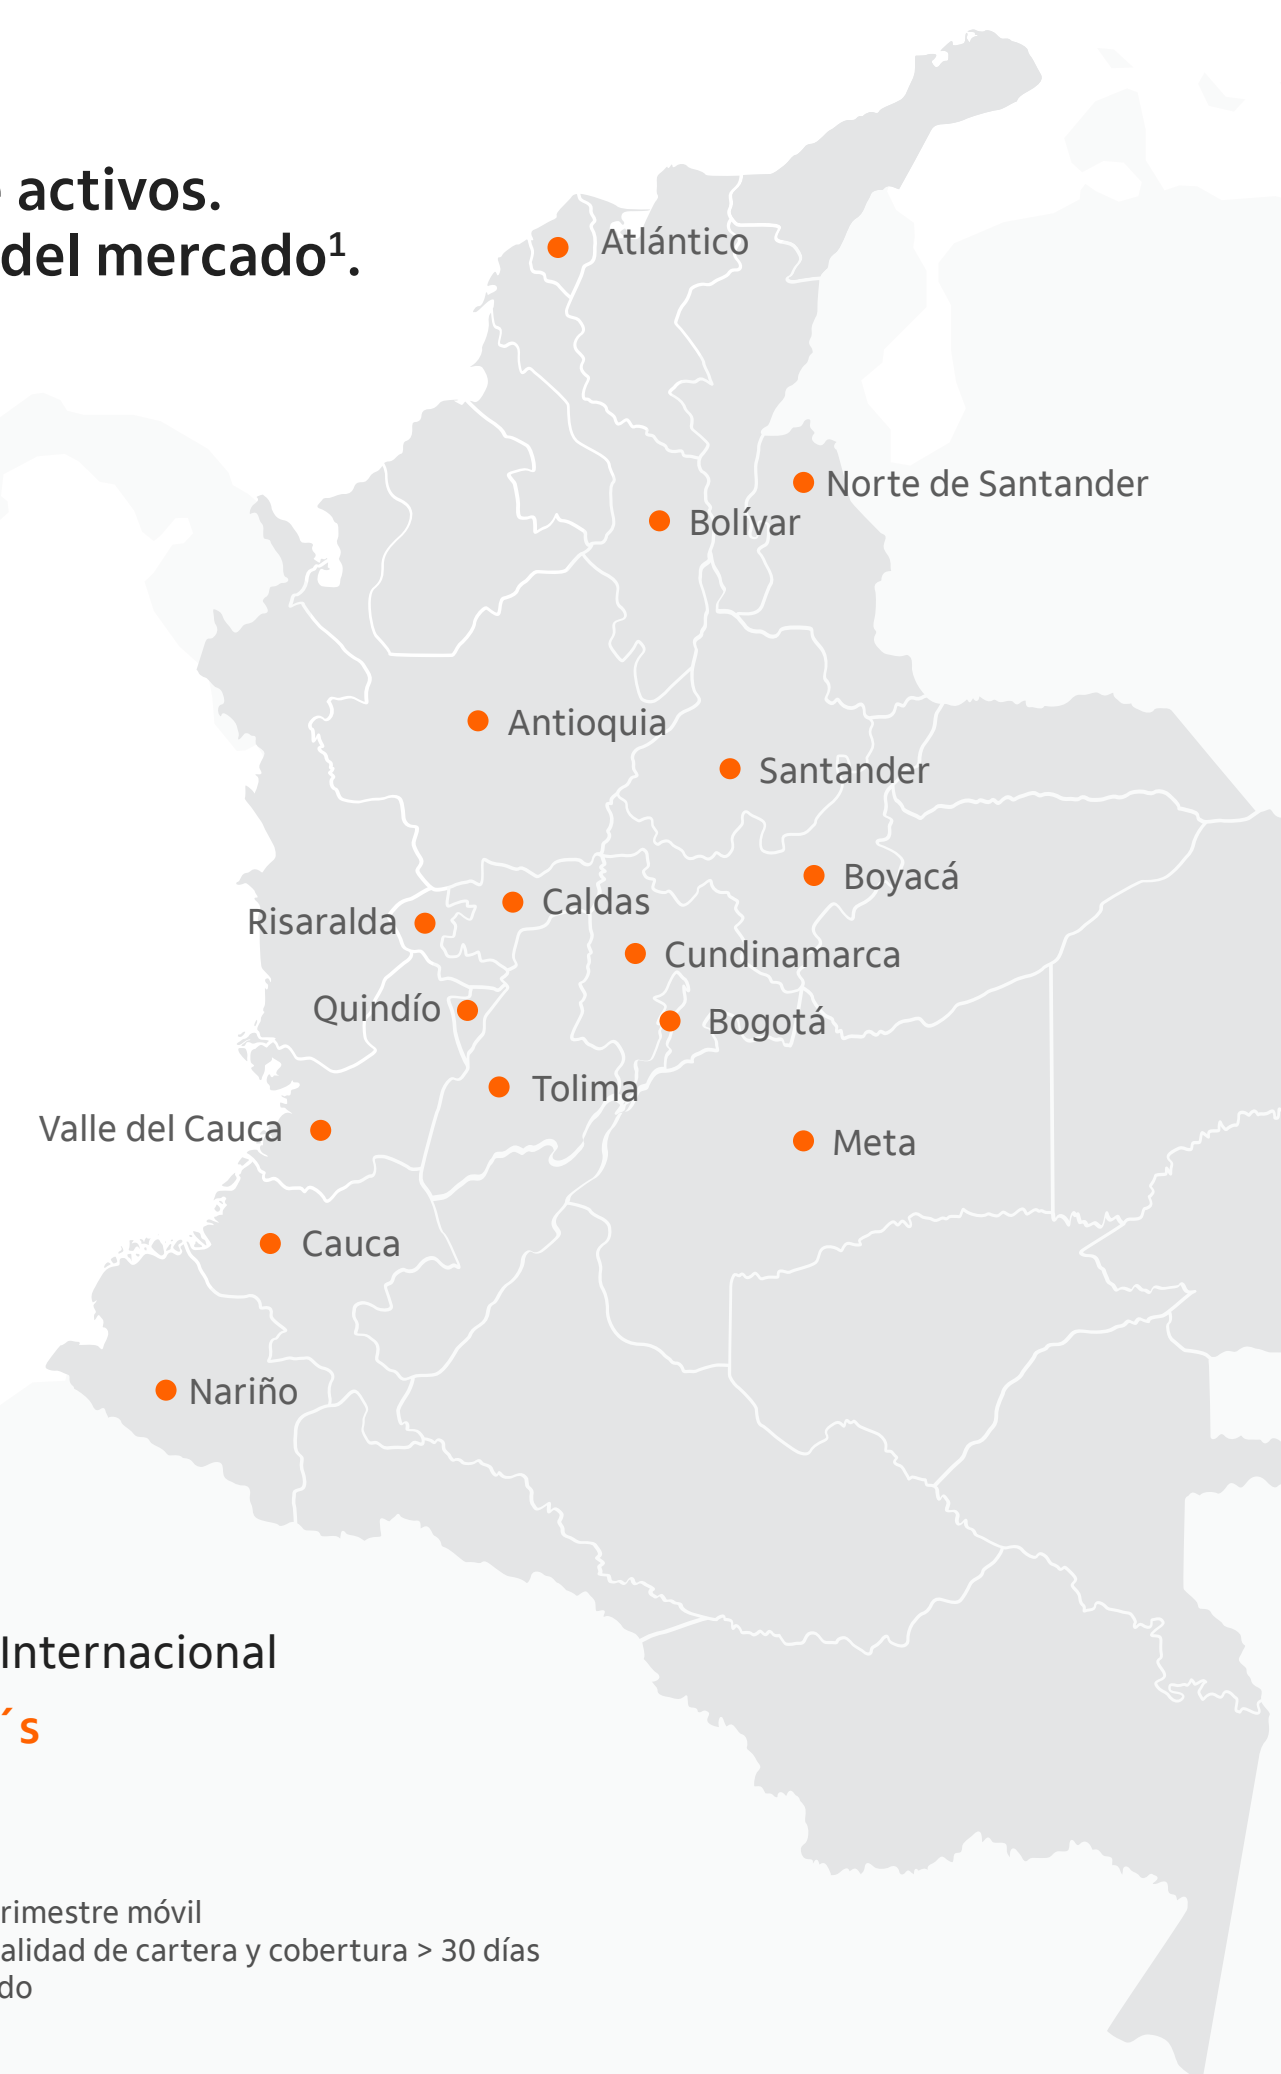 activos.
del mercado¹.
Atlántico
Norte de Santander
Bolívar
Antioquia
Santander
Boyacá
Caldas
Risaralda
Cundinamarca
Quindío
Bogotá
Tolima
Valle del Cauca
Meta
Cauca
Nariño
Internacional
´s
rimestre móvil
alidad de cartera y cobertura > 30 días
do